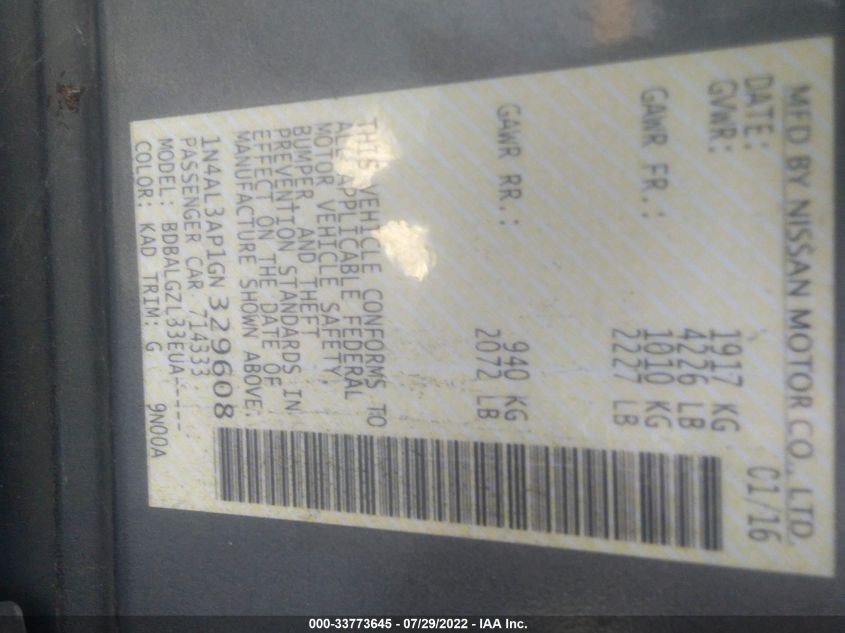 MFD BY NISSAN MOTOR CO., LTD.
DATE: 01/16
GVWR: 1917 KG
4226 LB
GAWR FR.: 1010 KG
2227 LB
GAWR RR.: 940 KG
2072 LB
THIS VEHICLE CONFORMS TO
ALL APPLICABLE FEDERAL
MOTOR VEHICLE SAFETY,
BUMPER, AND THEFT
PREVENTION STANDARDS IN
EFFECT ON THE DATE OF
MANUFACTURE SHOWN ABOVE.
1N4AL3AP1GN329608
PASSENGER CAR 714333
MODEL: BDBALGZL33EUA-----
COLOR: KAD TRIM: G 9N00A
000-33773645 - 07/29/2022 - IAA Inc.